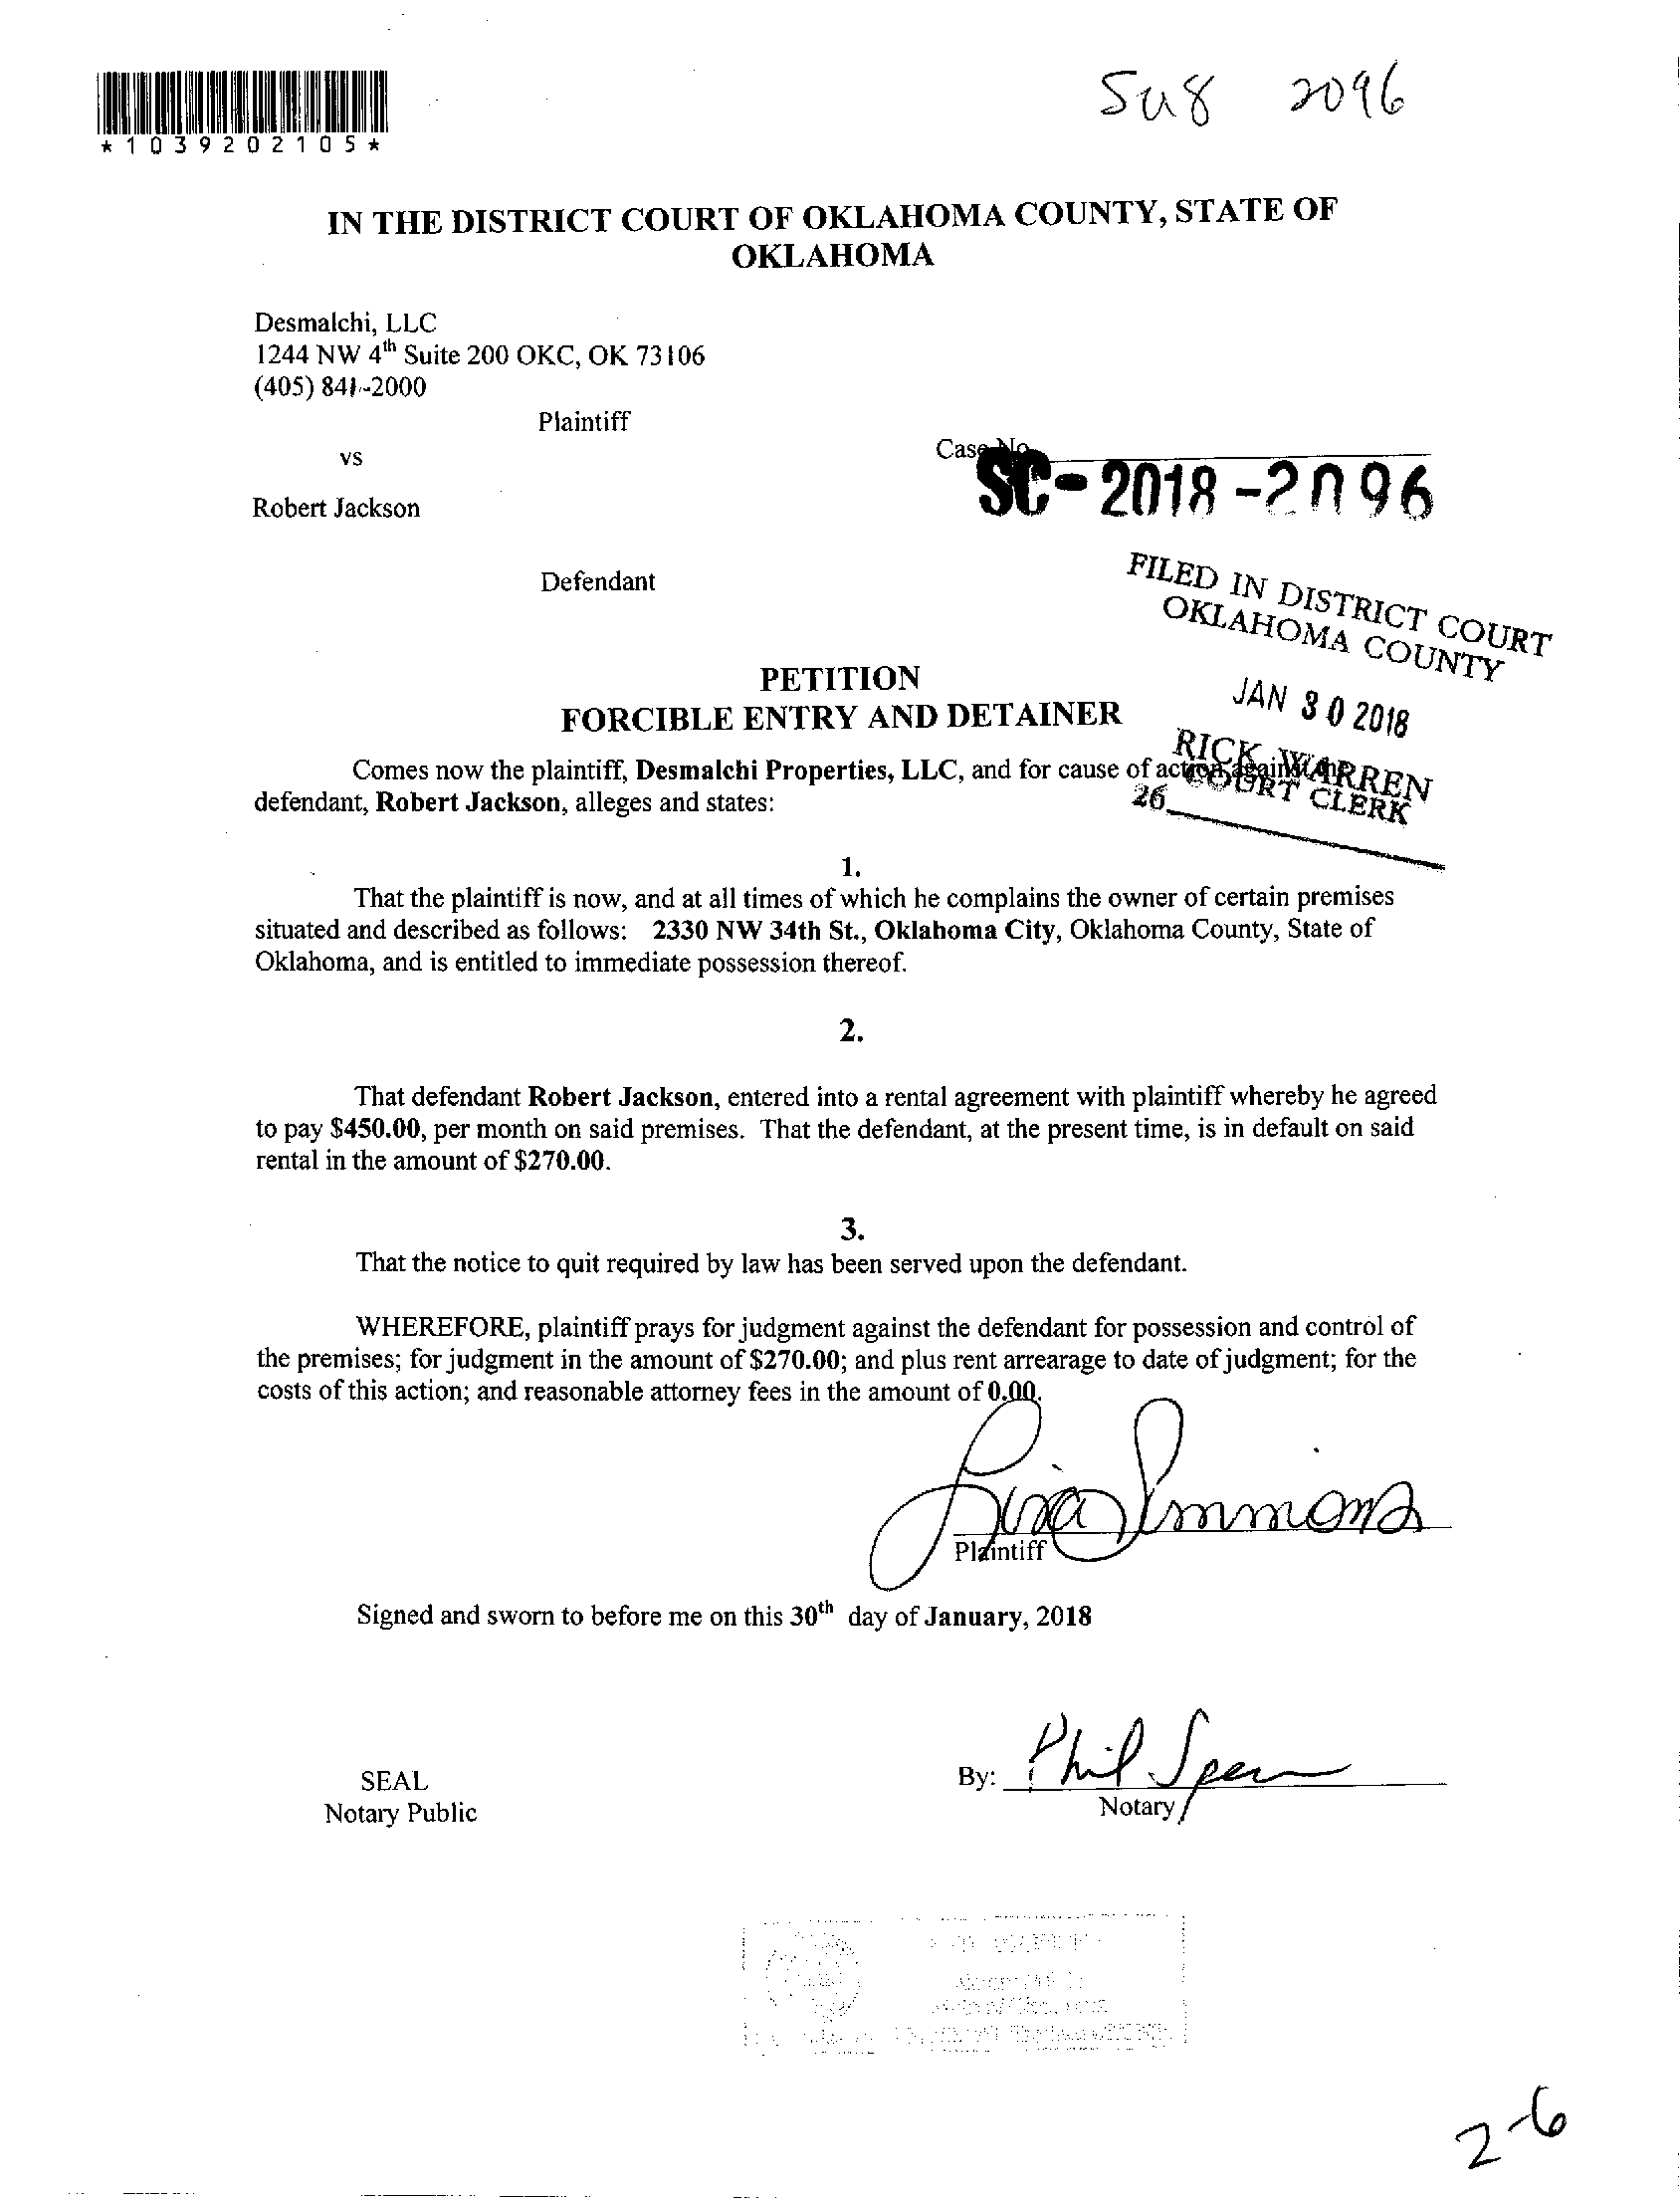 Su8 2096
*1039202105*
IN THE DISTRICT COURT OF OKLAHOMA COUNTY, STATE OF
OKLAHOMA
Desmalchi, LLC
1244 NW 4th Suite 200 OKC, OK 73106
(405) 841-2000
Plaintiff
vs
Case No.
SC-2018-2096
Robert Jackson
Defendant
FILED IN DISTRICT COURT
OKLAHOMA COUNTY
JAN 30 2018
RICK WARREN
COURT CLERK
26
PETITION
FORCIBLE ENTRY AND DETAINER
Comes now the plaintiff, Desmalchi Properties, LLC, and for cause of action against the
defendant, Robert Jackson, alleges and states:
1.
That the plaintiff is now, and at all times of which he complains the owner of certain premises
situated and described as follows: 2330 NW 34th St., Oklahoma City, Oklahoma County, State of
Oklahoma, and is entitled to immediate possession thereof.
2.
That defendant Robert Jackson, entered into a rental agreement with plaintiff whereby he agreed
to pay $450.00, per month on said premises. That the defendant, at the present time, is in default on said
rental in the amount of $270.00.
3.
That the notice to quit required by law has been served upon the defendant.
WHEREFORE, plaintiff prays for judgment against the defendant for possession and control of
the premises; for judgment in the amount of $270.00; and plus rent arrearage to date of judgment; for the
costs of this action; and reasonable attorney fees in the amount of 0.00.
Lisa Simmons
Plaintiff
Signed and sworn to before me on this 30th day of January, 2018
SEAL
Notary Public
By: Phil Spear
Notary
2-6